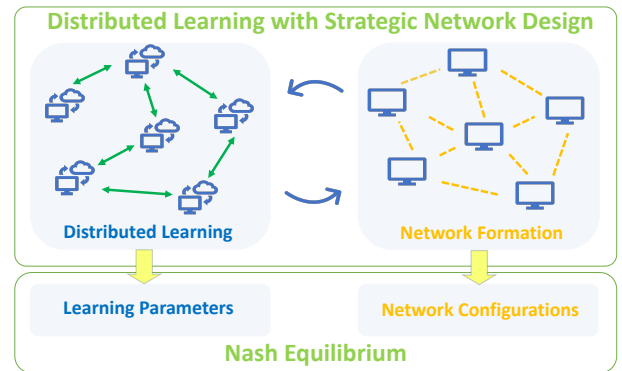 Distributed Learning with Strategic Network Design
Distributed Learning
Network Formation
Learning Parameters
Network Configurations
Nash Equilibrium